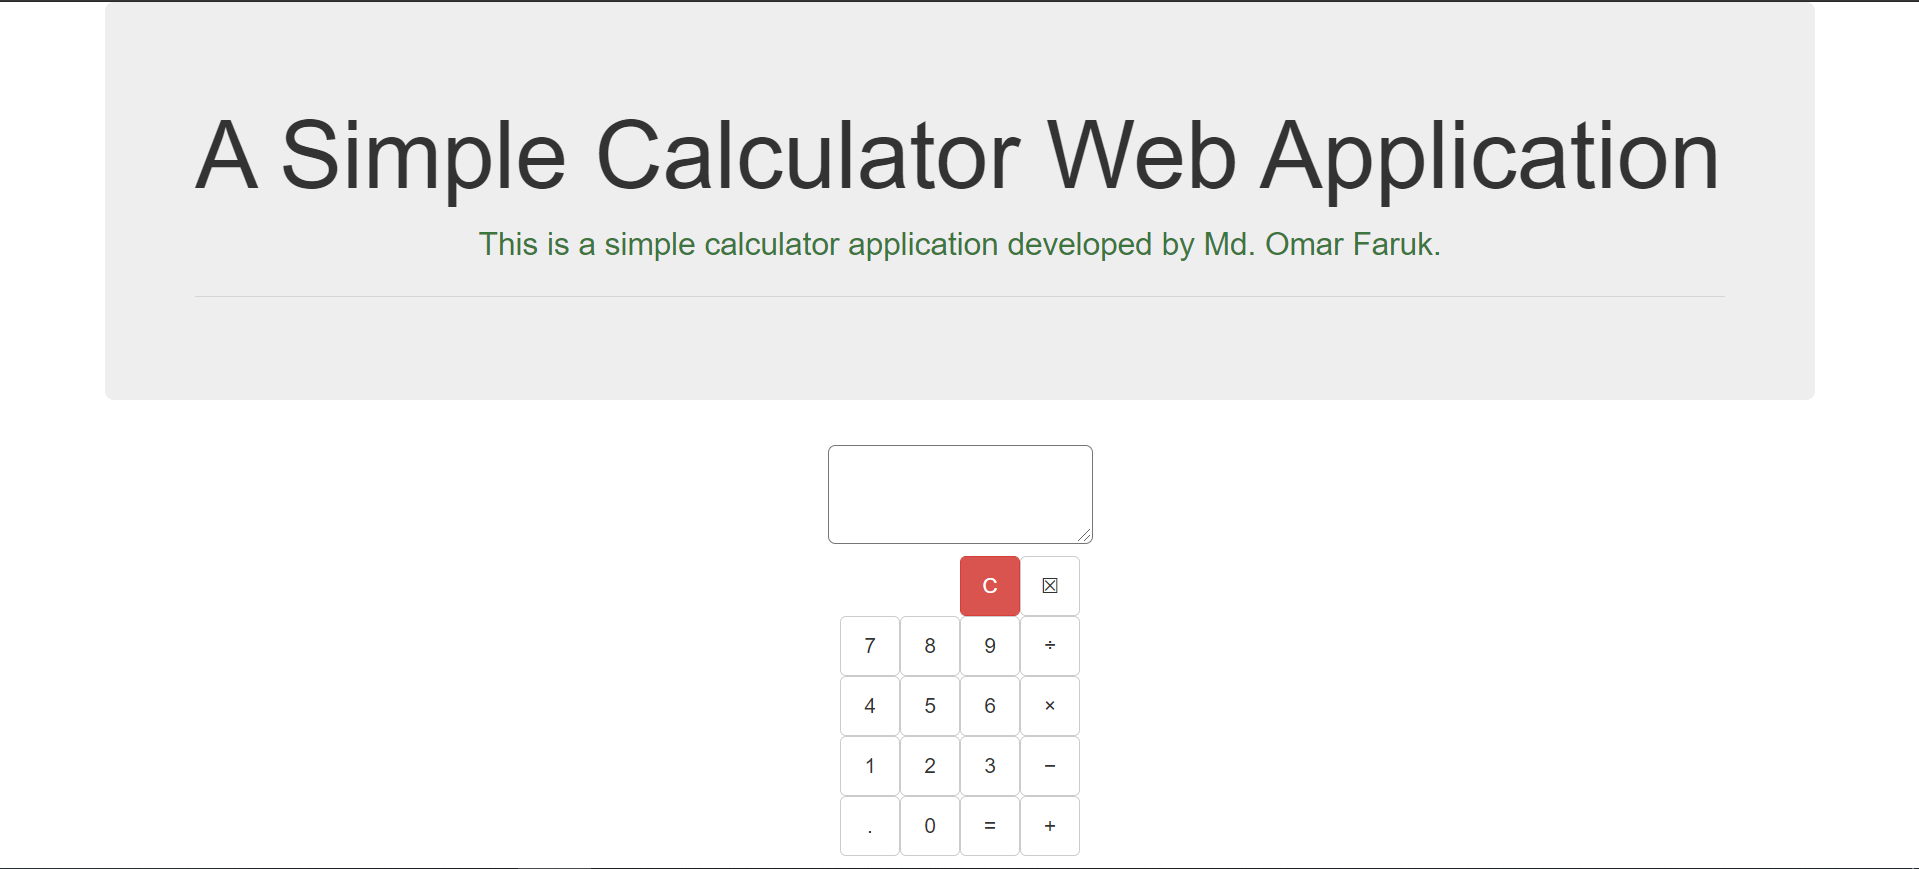 A Simple Calculator Web Application
This is a simple calculator application developed by Md. Omar Faruk.
C ☒
7 8 9 ÷
4 5 6 ×
1 2 3 −
. 0 = +